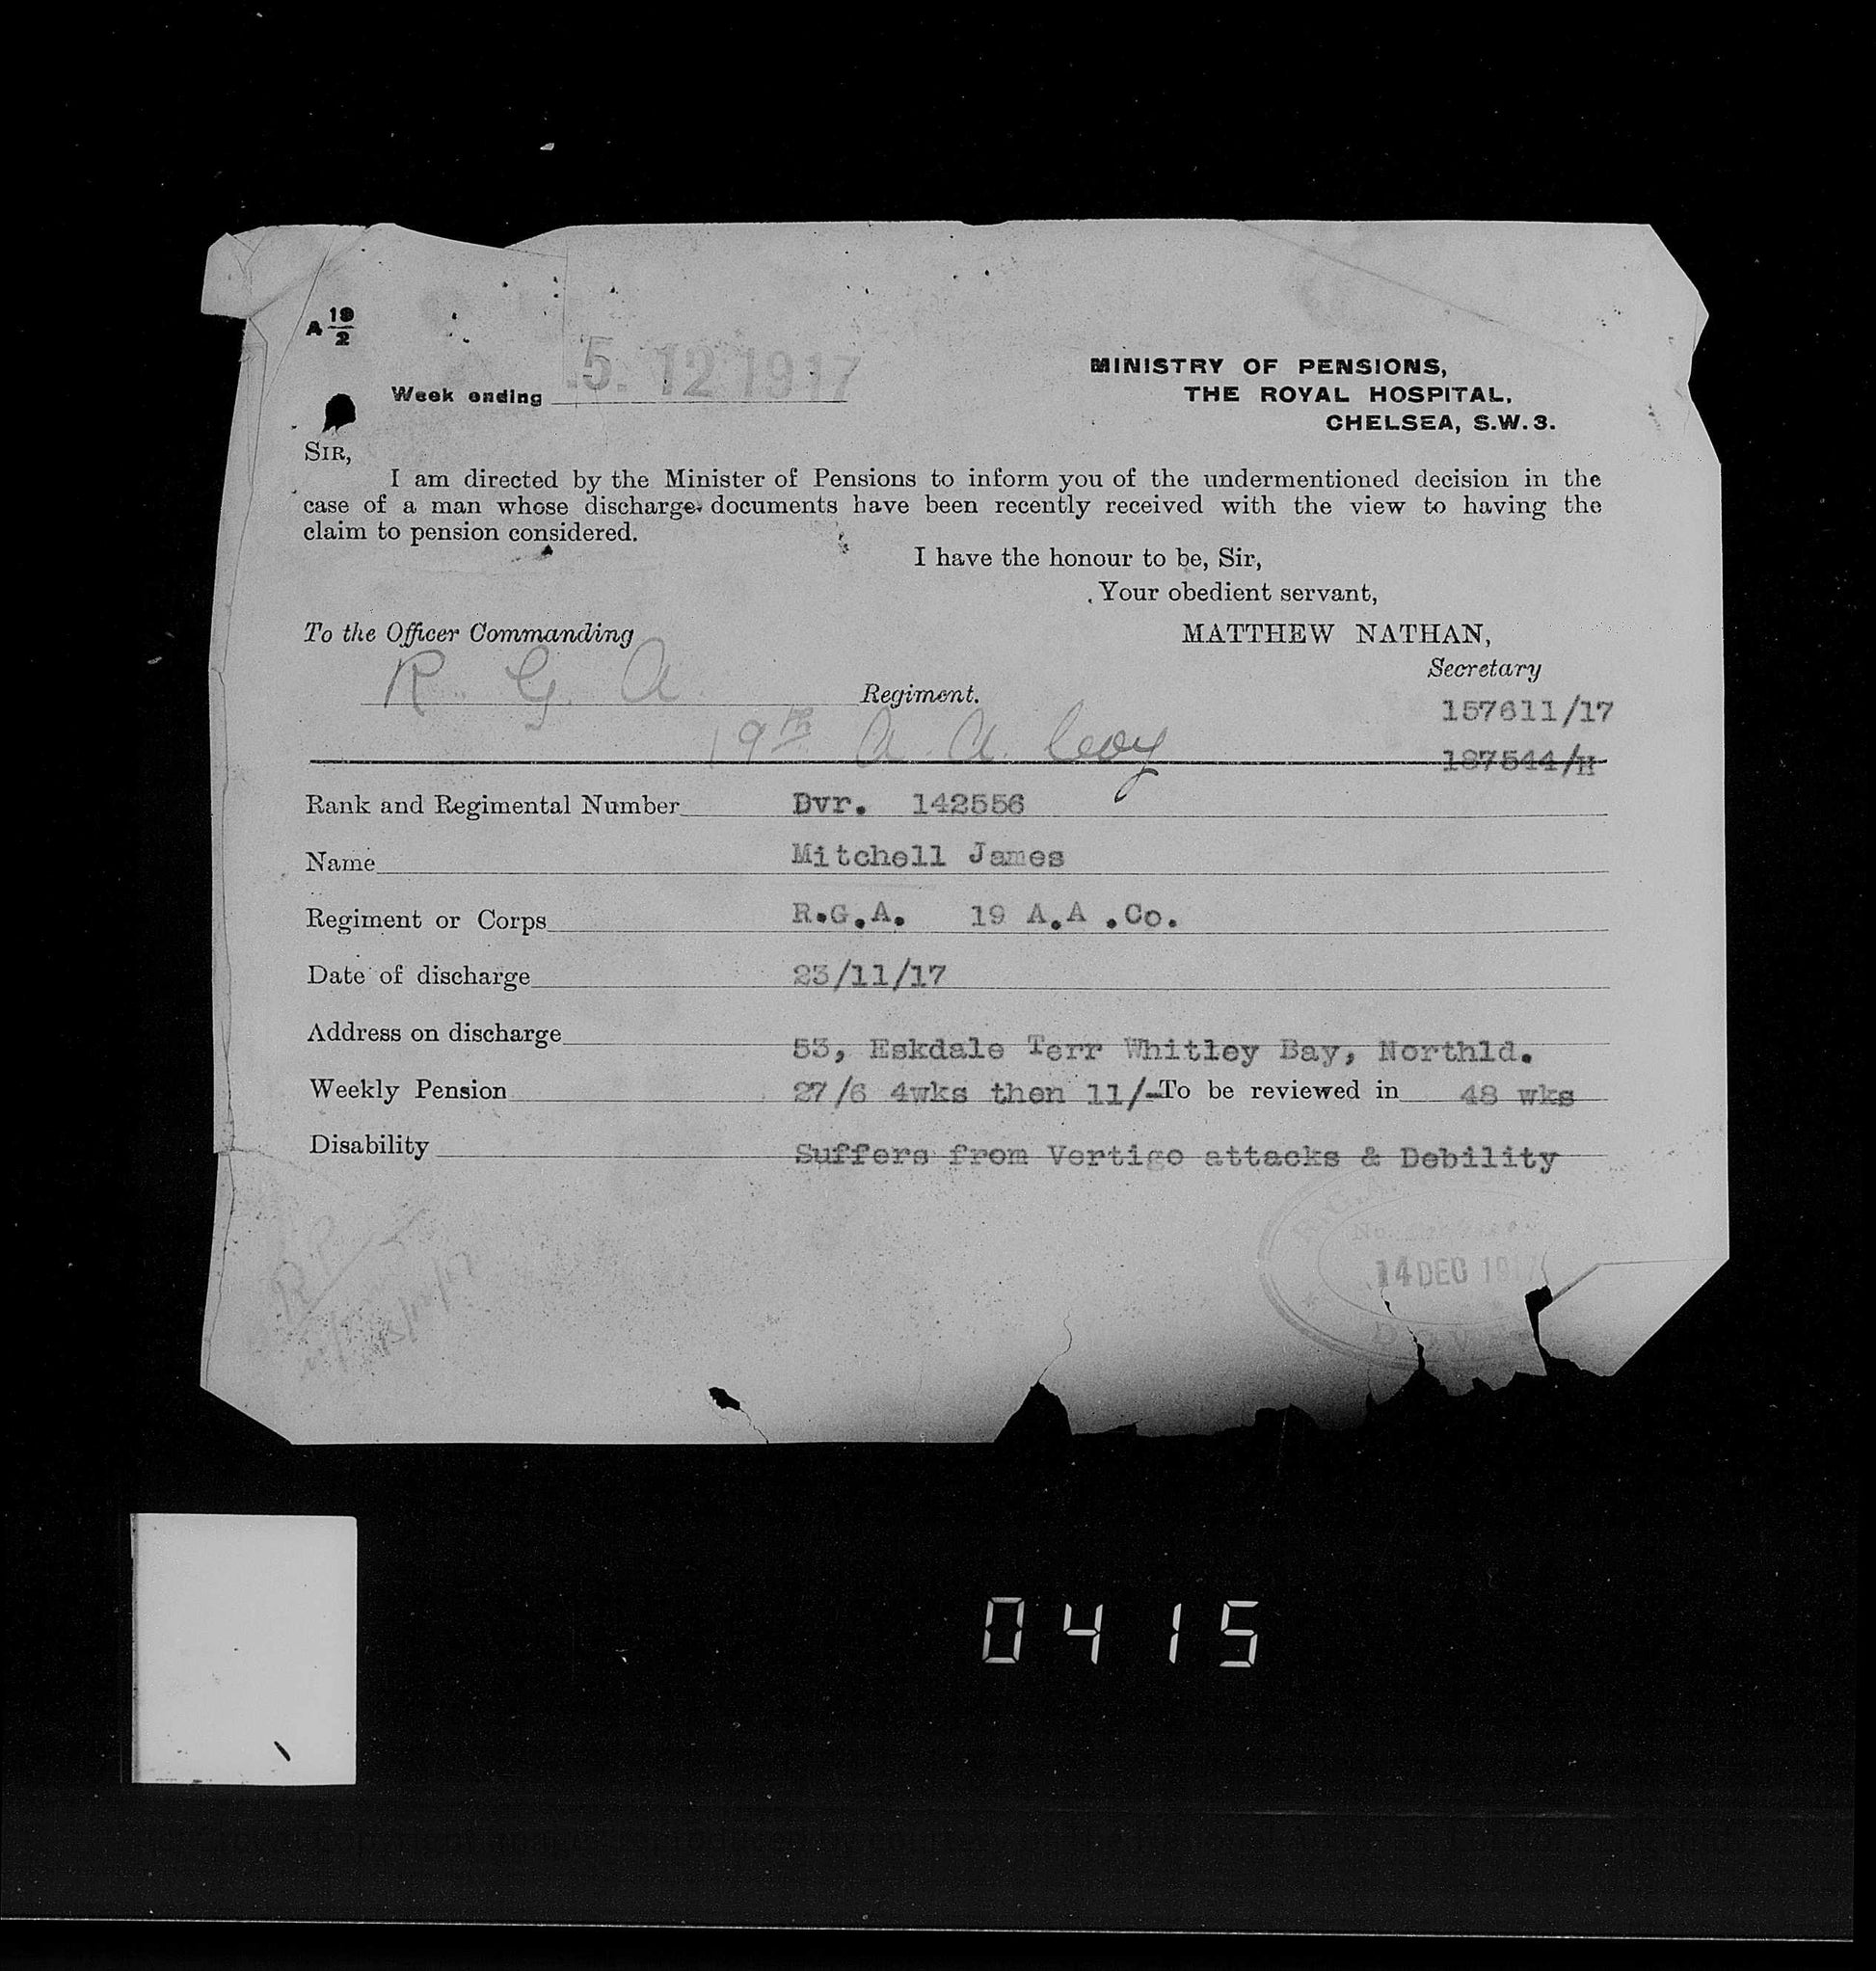 A 19/2
Week ending 5. 12 1917
MINISTRY OF PENSIONS,
THE ROYAL HOSPITAL,
CHELSEA, S.W.3.
SIR,
I am directed by the Minister of Pensions to inform you of the undermentioned decision in the
case of a man whose discharge documents have been recently received with the view to having the
claim to pension considered.
I have the honour to be, Sir,
Your obedient servant,
To the Officer Commanding
MATTHEW NATHAN,
Secretary
R. G. A. Regiment.
157611/17
19th A. A. Coy
187544/H
Rank and Regimental Number Dvr. 142556
Name Mitchell James
Regiment or Corps R.G.A. 19 A.A .Co.
Date of discharge 23/11/17
Address on discharge 53, Eskdale Terr Whitley Bay, Northld.
Weekly Pension 27/6 4wks then 11/- To be reviewed in 48 wks
Disability Suffers from Vertigo attacks & Debility
R.G.A.
14 DEC 1917
0415